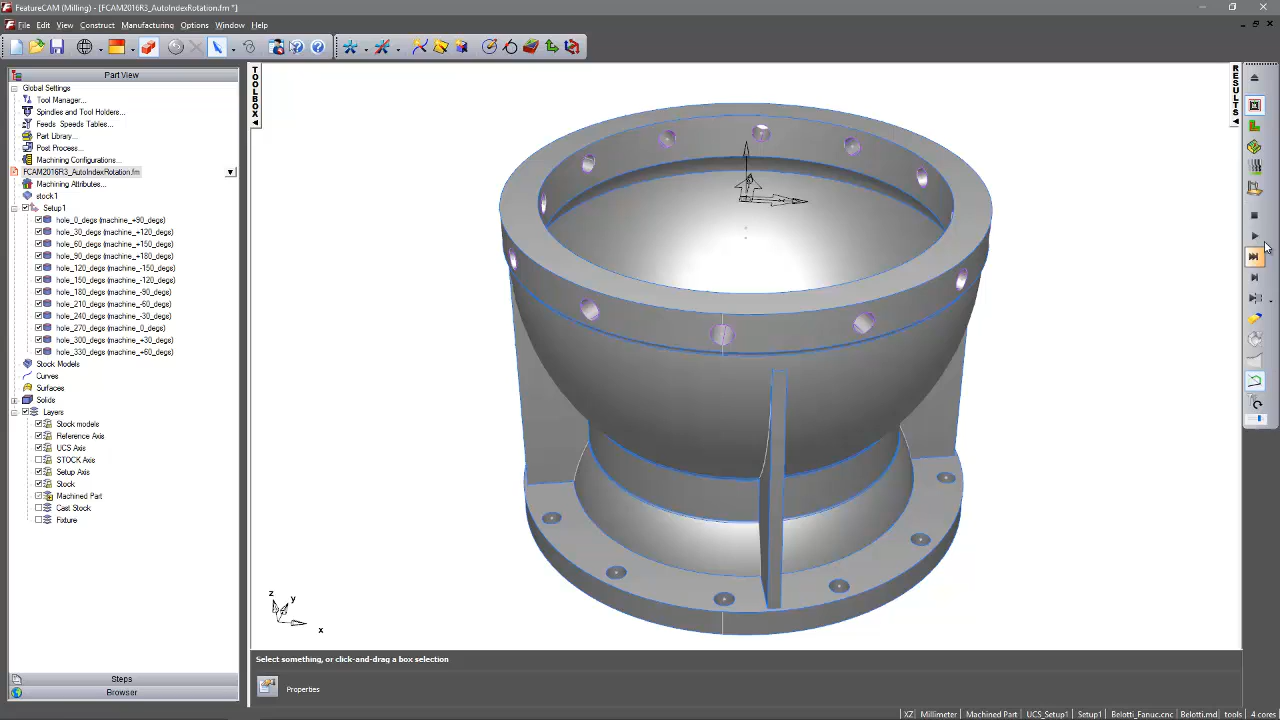 FeatureCAM (Milling) - [FCAM2016R3_AutoIndexRotation.fm *]
File Edit View Construct Manufacturing Options Window Help
Part View
TOOLBOX
RESULTS
Global Settings
Tool Manager...
Spindles and Tool Holders...
Feeds Speeds Tables...
Part Library...
Post Process...
Machining Configurations...
FCAM2016R3_AutoIndexRotation.fm
Machining Attributes...
stock1
Setup1
hole_0_degs (machine_+90_degs)
hole_30_degs (machine_+120_degs)
hole_60_degs (machine_+150_degs)
hole_90_degs (machine_+180_degs)
hole_120_degs (machine_-150_degs)
hole_150_degs (machine_-120_degs)
hole_180_degs (machine_-90_degs)
hole_210_degs (machine_-60_degs)
hole_240_degs (machine_-30_degs)
hole_270_degs (machine_0_degs)
hole_300_degs (machine_+30_degs)
hole_330_degs (machine_+60_degs)
Stock Models
Curves
Surfaces
Solids
Layers
Stock models
Reference Axis
UCS Axis
STOCK Axis
Setup Axis
Stock
Machined Part
Cast Stock
Fixture
z
y
x
Select something, or click-and-drag a box selection
Steps
Browser
Properties
XZ Millimeter Machined Part UCS_Setup1 Setup1 Belotti_Fanuc.cnc Belotti.md tools 4 cores